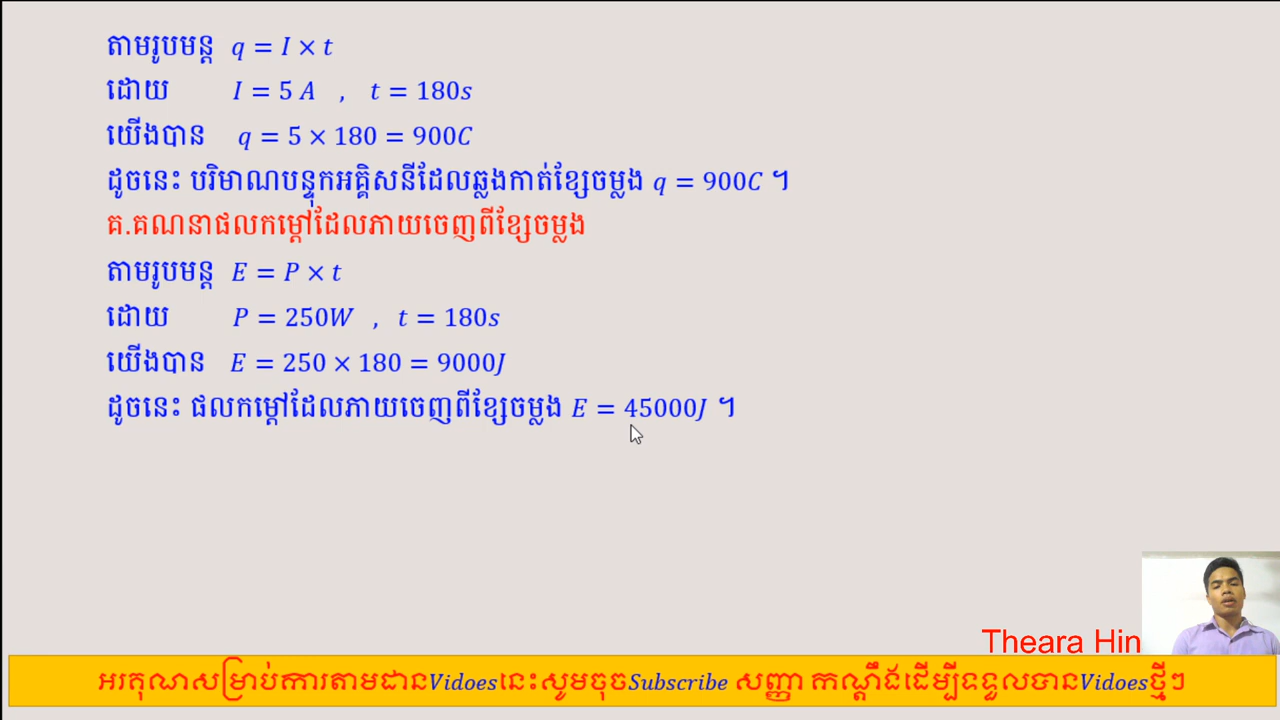 តាមរូបមន្ត q = I × t
ដោយ I = 5 A , t = 180s
យើងបាន q = 5 × 180 = 900C
ដូចនេះ បរិមាណបន្ទុកអគ្គិសនីដែលឆ្លងកាត់ខ្សែចម្លង q = 900C ។
គ.គណនាផលកម្តៅដែលភាយចេញពីខ្សែចម្លង
តាមរូបមន្ត E = P × t
ដោយ P = 250W , t = 180s
យើងបាន E = 250 × 180 = 9000J
ដូចនេះ ផលកម្តៅដែលភាយចេញពីខ្សែចម្លង E = 45000J ។
Theara Hin
អរគុណសម្រាប់ការតាមដានVidoesនេះសូមចុចSubscribe សញ្ញា កណ្តឹងដើម្បីទទួលបានVidoesថ្មីៗ